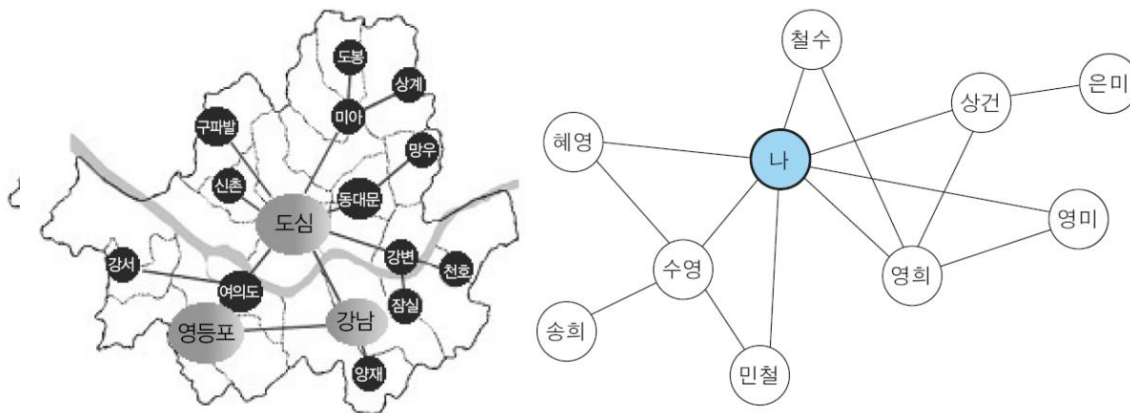 도봉
상계
미아
구파발
망우
신촌
동대문
도심
강변
천호
강서
여의도
잠실
영등포
강남
양재
철수
은미
상건
혜영
나
영미
수영
영희
송희
민철